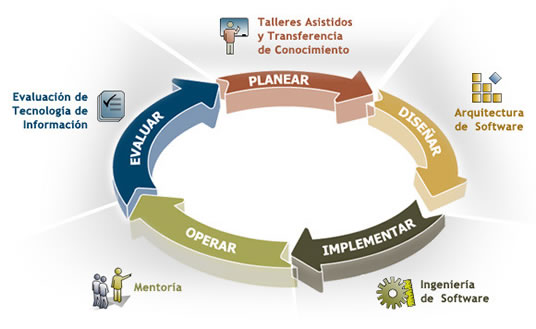 Talleres Asistidos
y Transferencia
de Conocimiento
PLANEAR
Evaluación de
Tecnología de
Información
EVALUAR
DISEÑAR
Arquitectura
de Software
OPERAR
IMPLEMENTAR
Mentoría
Ingeniería
de Software